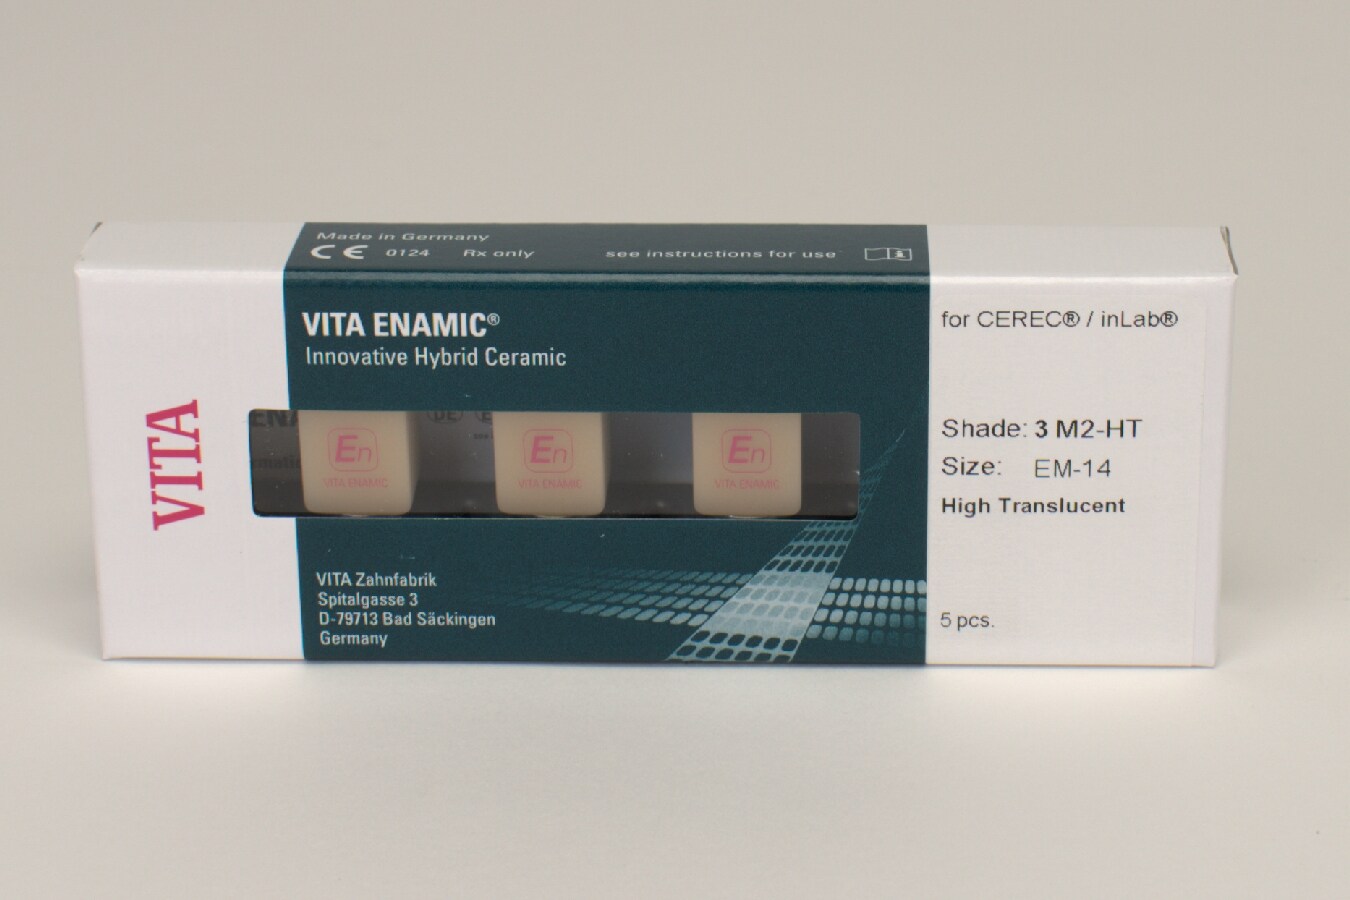 Made in Germany
CE 0124 Rx only see instructions for use
VITA ENAMIC®
Innovative Hybrid Ceramic
for CEREC® / inLab®
VITA
Shade: 3 M2-HT
Size: EM-14
High Translucent
En En En
VITA ENAMIC VITA ENAMIC VITA ENAMIC
VITA Zahnfabrik
Spitalgasse 3
D-79713 Bad Säckingen
Germany
5 pcs.